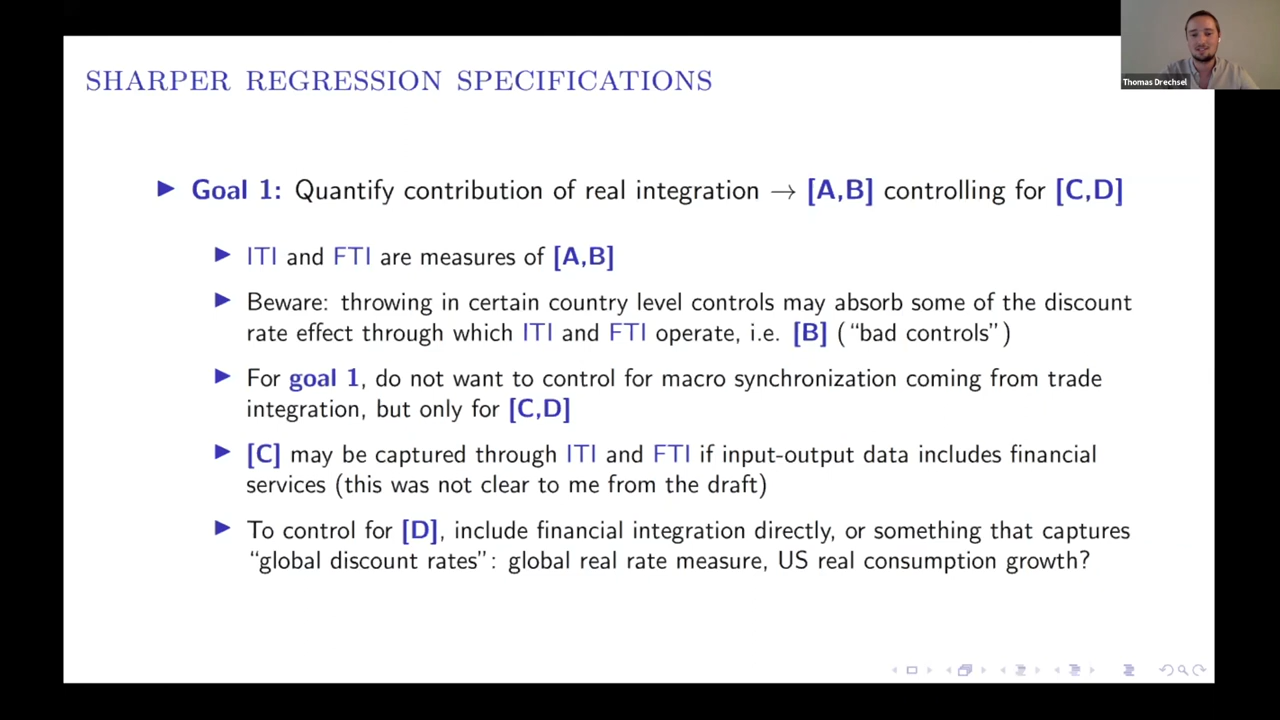 Thomas Drechsel
SHARPER REGRESSION SPECIFICATIONS
Goal 1: Quantify contribution of real integration → [A,B] controlling for [C,D]
ITI and FTI are measures of [A,B]
Beware: throwing in certain country level controls may absorb some of the discount
rate effect through which ITI and FTI operate, i.e. [B] (“bad controls”)
For goal 1, do not want to control for macro synchronization coming from trade
integration, but only for [C,D]
[C] may be captured through ITI and FTI if input-output data includes financial
services (this was not clear to me from the draft)
To control for [D], include financial integration directly, or something that captures
“global discount rates”: global real rate measure, US real consumption growth?